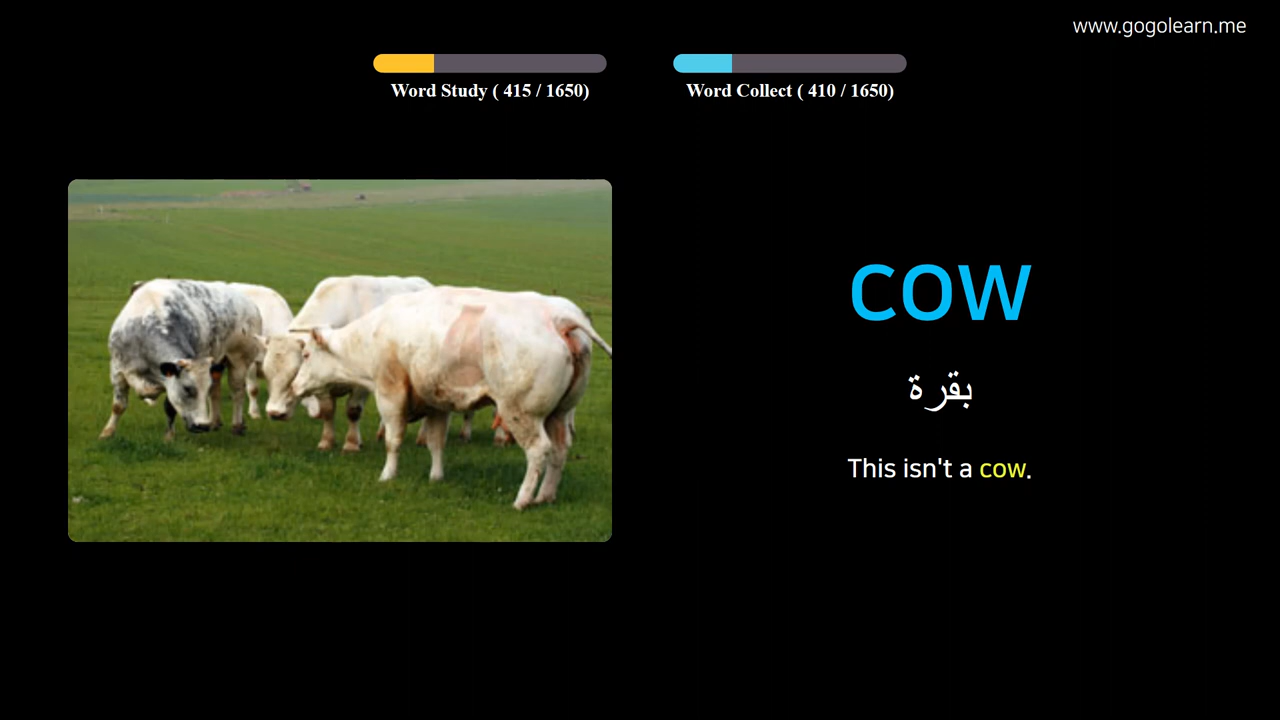 www.gogolearn.me
Word Study ( 415 / 1650)
Word Collect ( 410 / 1650)
cow
بقرة
This isn't a cow.